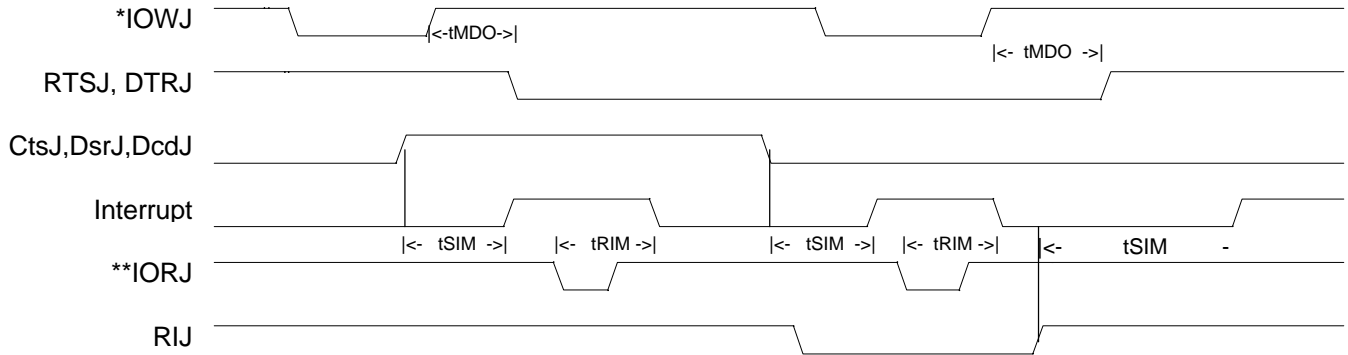 *IOWJ
|<-tMDO->|
|<- tMDO ->|
RTSJ, DTRJ
CtsJ,DsrJ,DcdJ
Interrupt
|<- tSIM ->| |<- tRIM ->| |<- tSIM ->| |<- tRIM ->| |<- tSIM -
**IORJ
RIJ